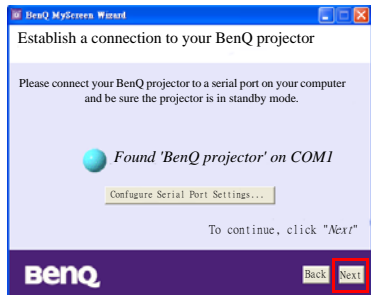 BenQ MyScreen Wizard
Establish a connection to your BenQ projector
Please connect your BenQ projector to a serial port on your computer
and be sure the projector is in standby mode.
Found 'BenQ projector' on COM1
Confugure Serial Port Settings...
To continue, click "Next"
BenQ
Back Next